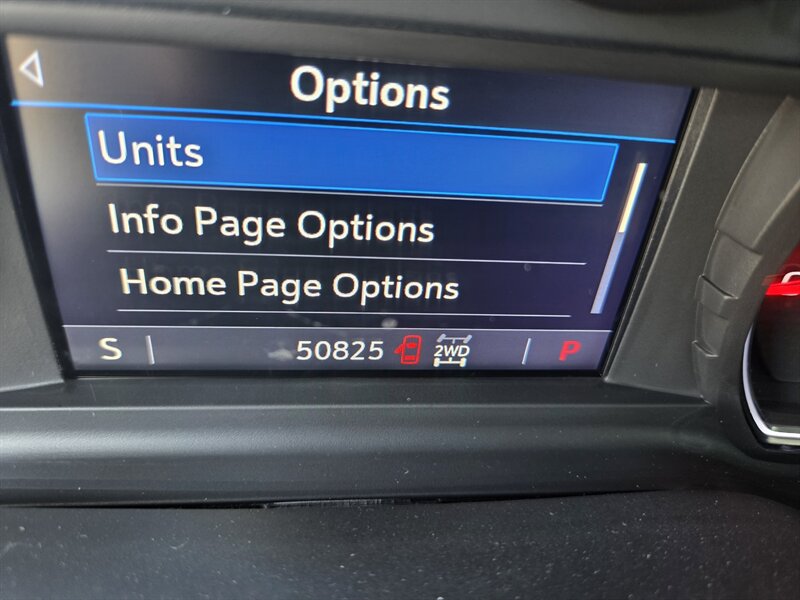 Options
Units
Info Page Options
Home Page Options
S 50825 2WD P